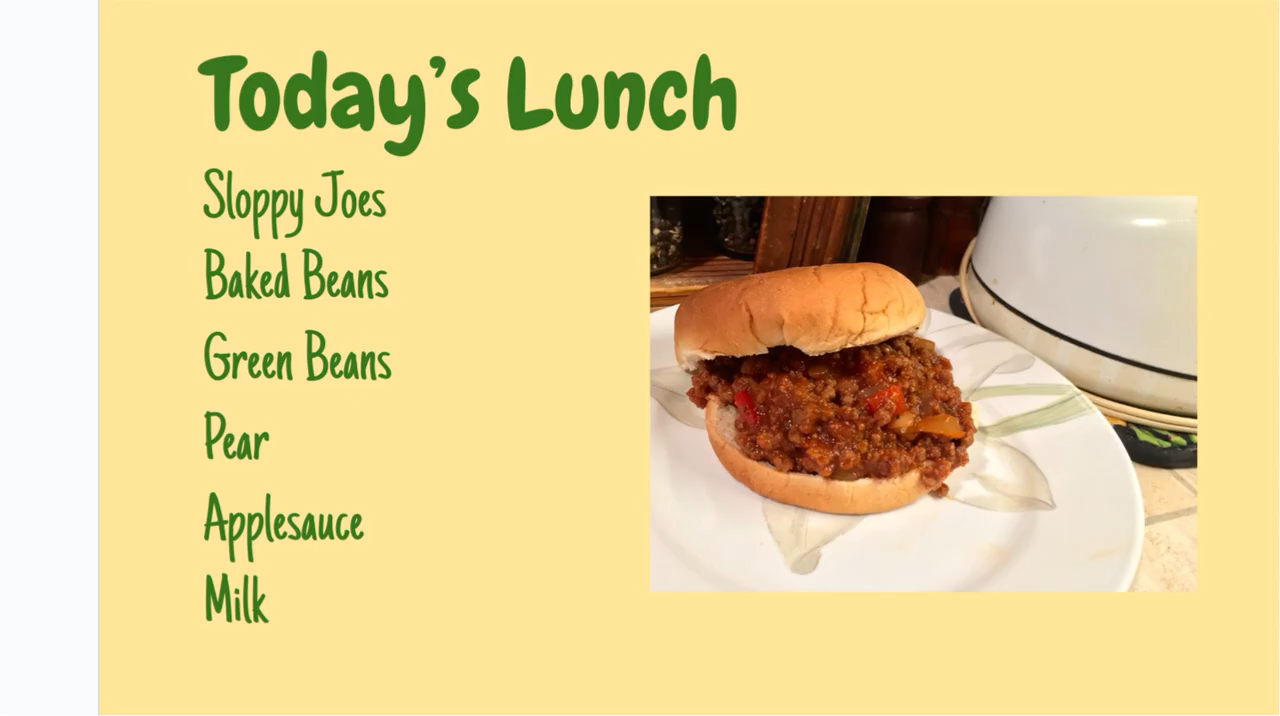 Today's Lunch
Sloppy Joes
Baked Beans
Green Beans
Pear
Applesauce
Milk